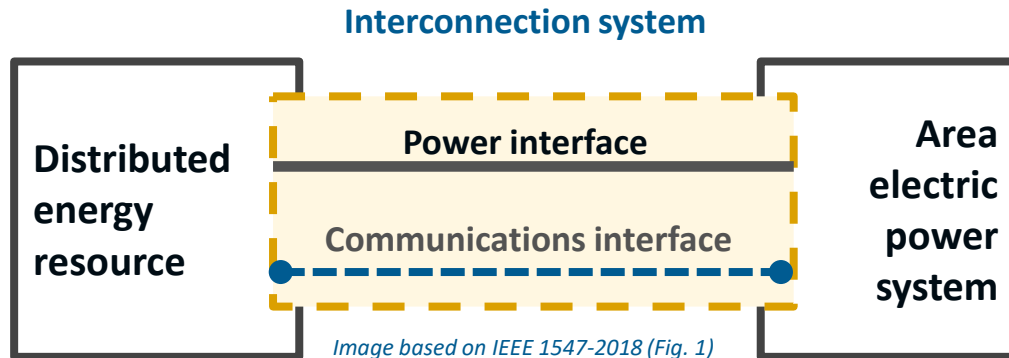 Interconnection system
Distributed
energy
resource
Power interface
Communications interface
Area
electric
power
system
Image based on IEEE 1547-2018 (Fig. 1)